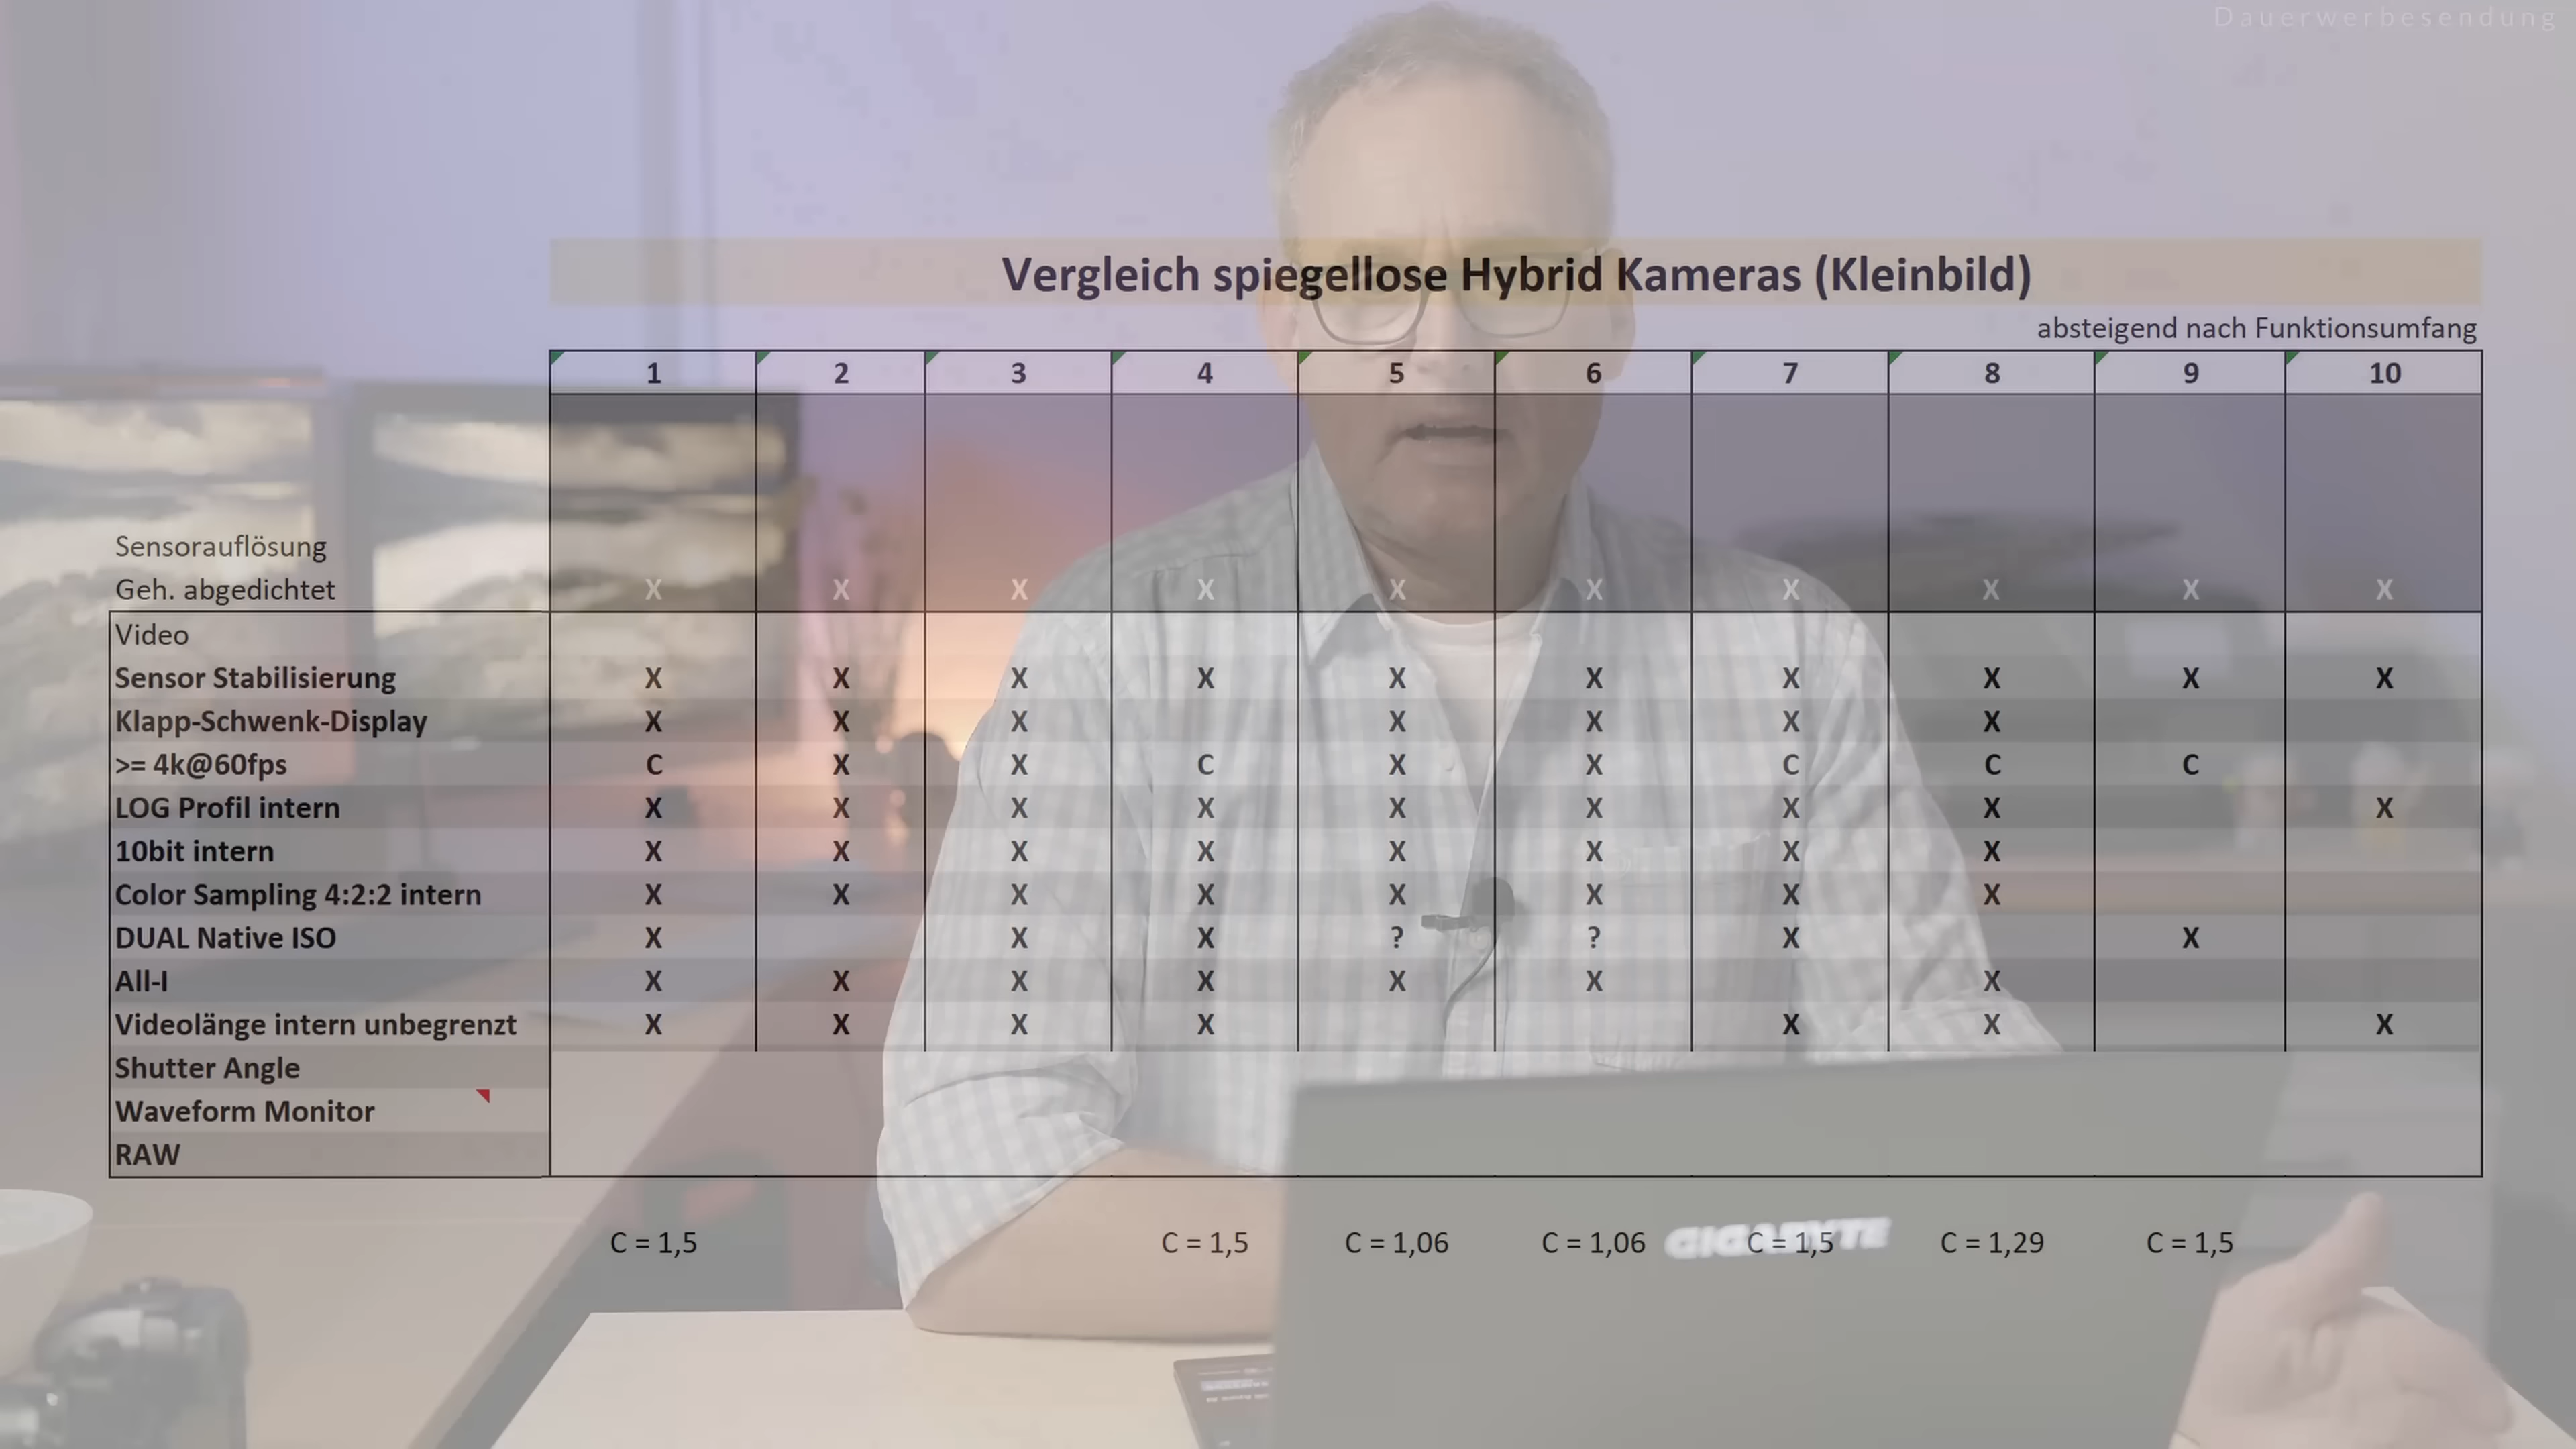 Dauerwerbesendung
Vergleich spiegellose Hybrid Kameras (Kleinbild)
absteigend nach Funktionsumfang
1 2 3 4 5 6 7 8 9 10
Sensorauflösung
Geh. abgedichtet X X X X X X X X X X
Video
Sensor Stabilisierung X X X X X X X X X X
Klapp-Schwenk-Display X X X X X X X
>= 4k@60fps C X X C X X C C C
LOG Profil intern X X X X X X X X X
10bit intern X X X X X X X X
Color Sampling 4:2:2 intern X X X X X X X X
DUAL Native ISO X X X ? ? X X
All-I X X X X X X X
Videolänge intern unbegrenzt X X X X X X X
Shutter Angle
Waveform Monitor
RAW
C = 1,5 C = 1,5 C = 1,06 C = 1,06 C = 1,5 C = 1,29 C = 1,5
GIGABYTE